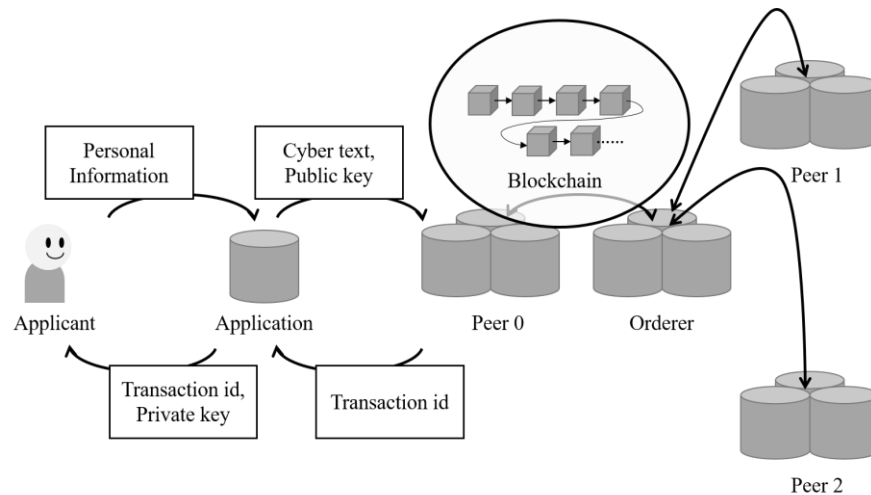 Personal
Information
Cyber text,
Public key
Blockchain
......
Peer 1
Applicant
Application
Peer 0
Orderer
Transaction id,
Private key
Transaction id
Peer 2